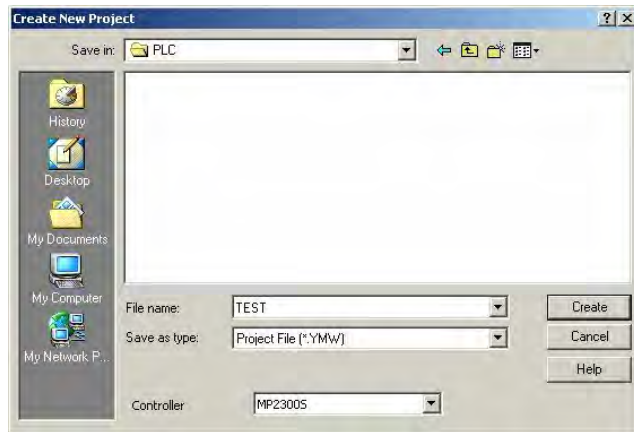 Create New Project
Save in: PLC
History
Desktop
My Documents
My Computer
My Network P...
File name: TEST
Save as type: Project File (*.YMW)
Controller MP2300S
Create
Cancel
Help